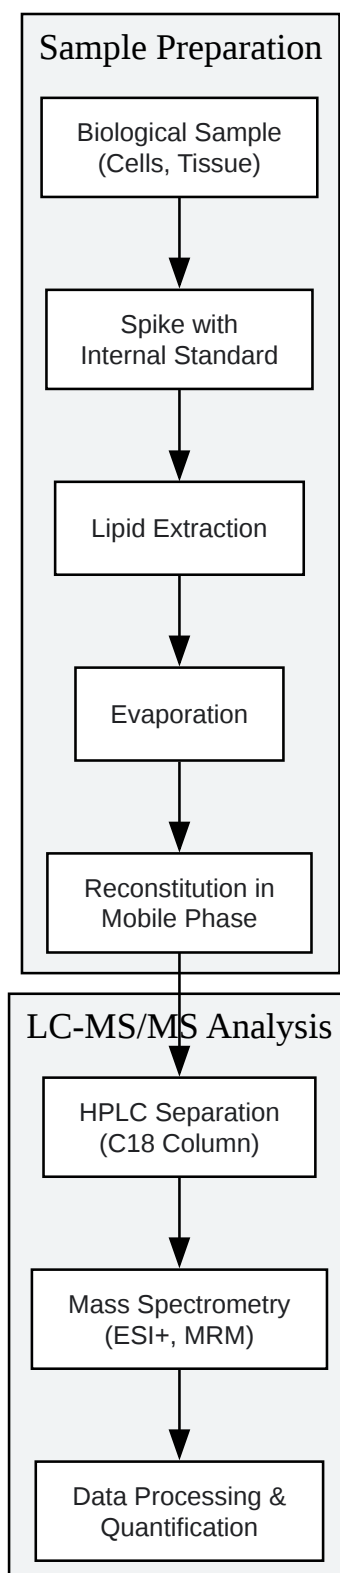 Sample Preparation
Biological Sample
(Cells, Tissue)
Spike with
Internal Standard
Lipid Extraction
Evaporation
Reconstitution in
Mobile Phase
LC-MS/MS Analysis
HPLC Separation
(C18 Column)
Mass Spectrometry
(ESI+, MRM)
Data Processing &
Quantification